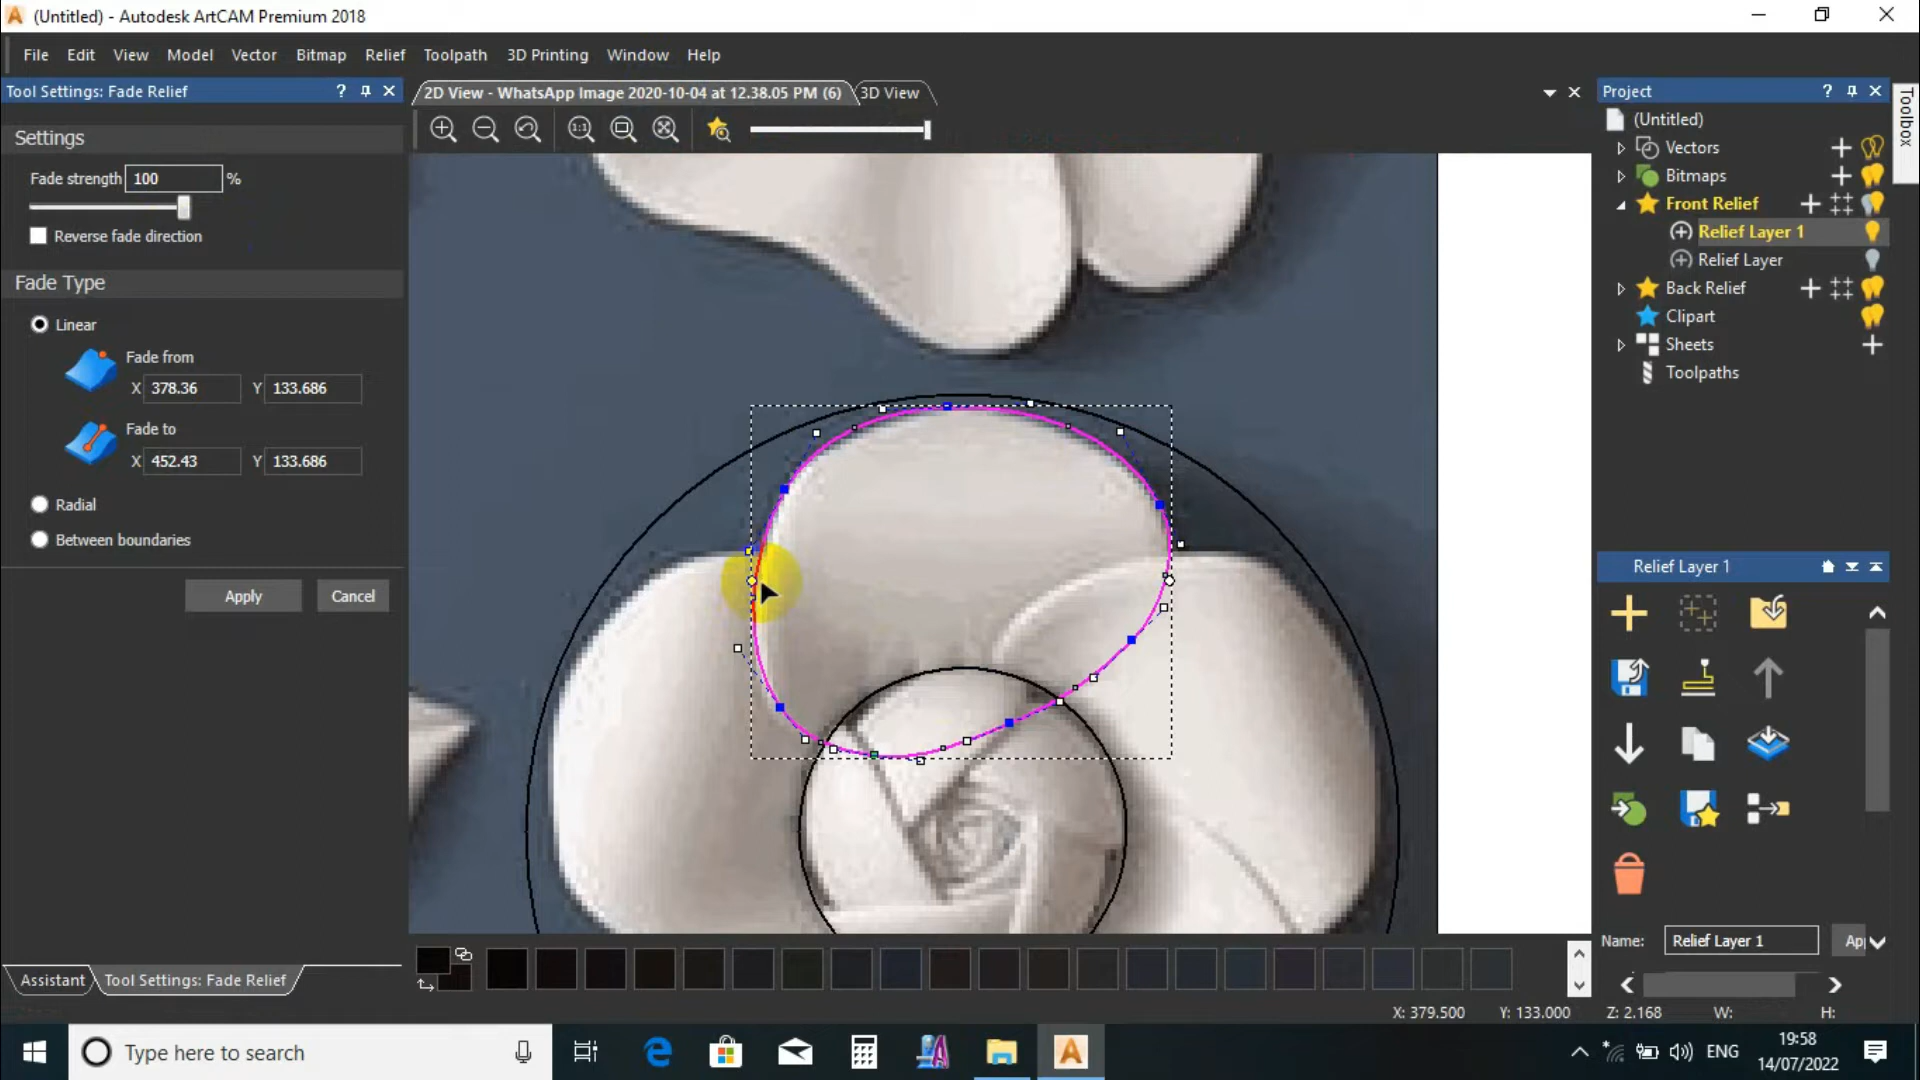 (Untitled) - Autodesk ArtCAM Premium 2018
File Edit View Model Vector Bitmap Relief Toolpath 3D Printing Window Help
Tool Settings: Fade Relief ?
2D View - WhatsApp Image 2020-10-04 at 12.38.05 PM (6) 3D View
Project ?
Toolbox
Settings
1:1
(Untitled)
Vectors
Fade strength 100 %
Bitmaps
Front Relief
Reverse fade direction
Relief Layer 1
Relief Layer
Fade Type
Back Relief
Linear
Clipart
Fade from
Sheets
X 378.36 Y 133.686
Toolpaths
Fade to
X 452.43 Y 133.686
Radial
Between boundaries
Relief Layer 1
Apply Cancel
Name: Relief Layer 1 Ap
Assistant Tool Settings: Fade Relief
X: 379.500 Y: 133.000 Z: 2.168 W: H:
Type here to search
ENG
19:58
14/07/2022